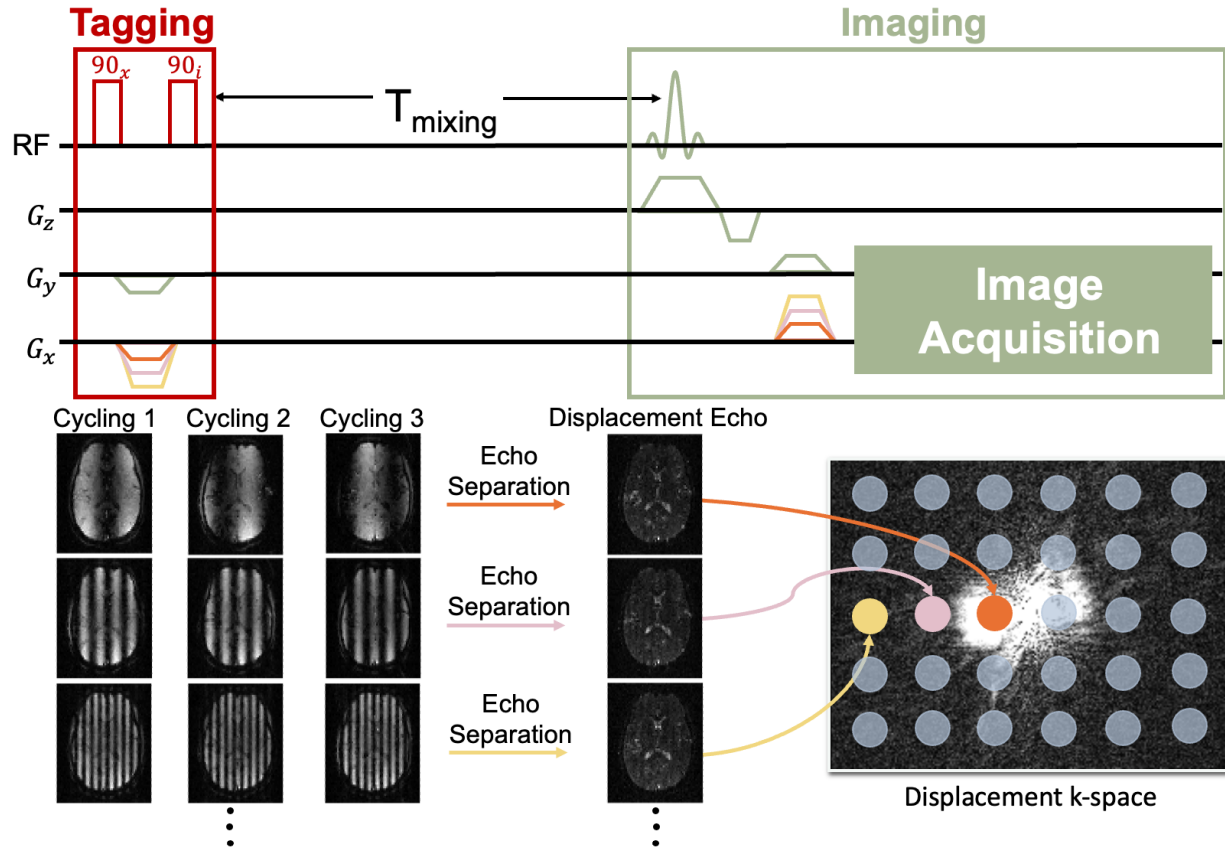 Tagging
Imaging
90x
90i
Tmixing
RF
Gz
Gy
Gx
Image
Acquisition
Cycling 1
Cycling 2
Cycling 3
Displacement Echo
Echo
Separation
Echo
Separation
Echo
Separation
Displacement k-space